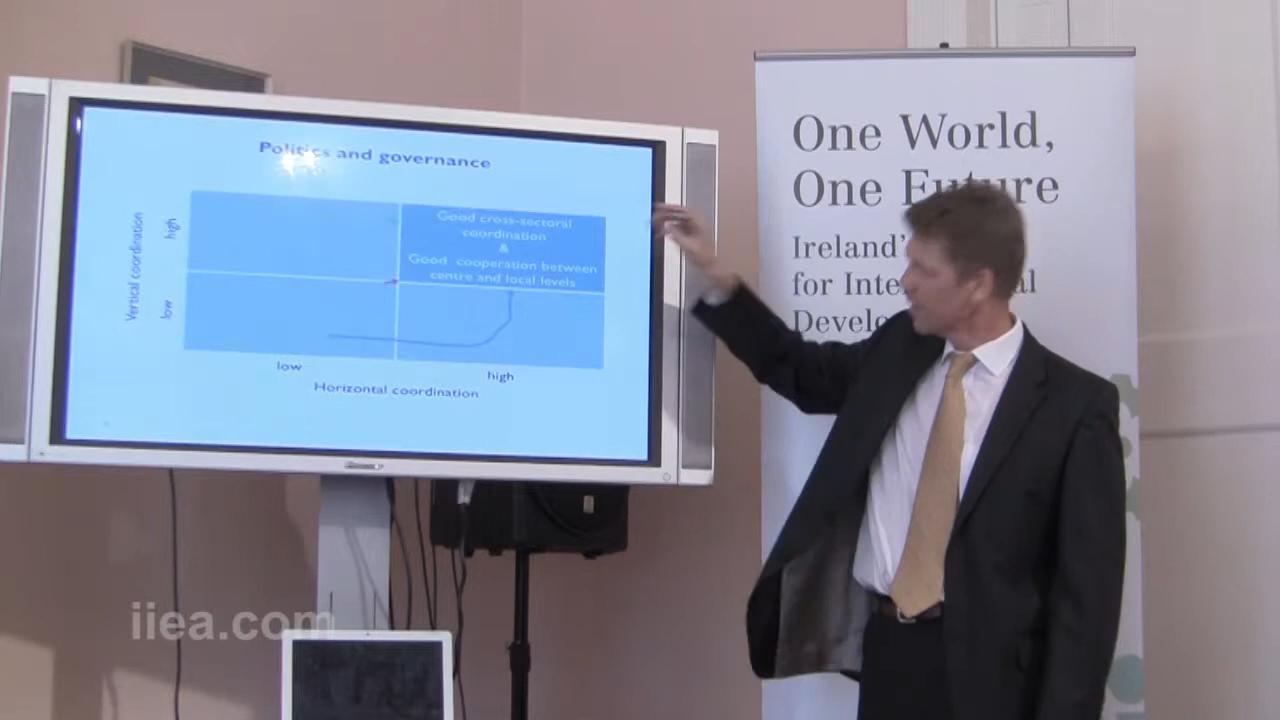 Politics and governance
Vertical coordination
high
low
Good cross-sectoral
coordination
&
Good cooperation between
centre and local levels
low
high
Horizontal coordination
One World,
One Future
Ireland'
for Inte al
Develo
iiea.com